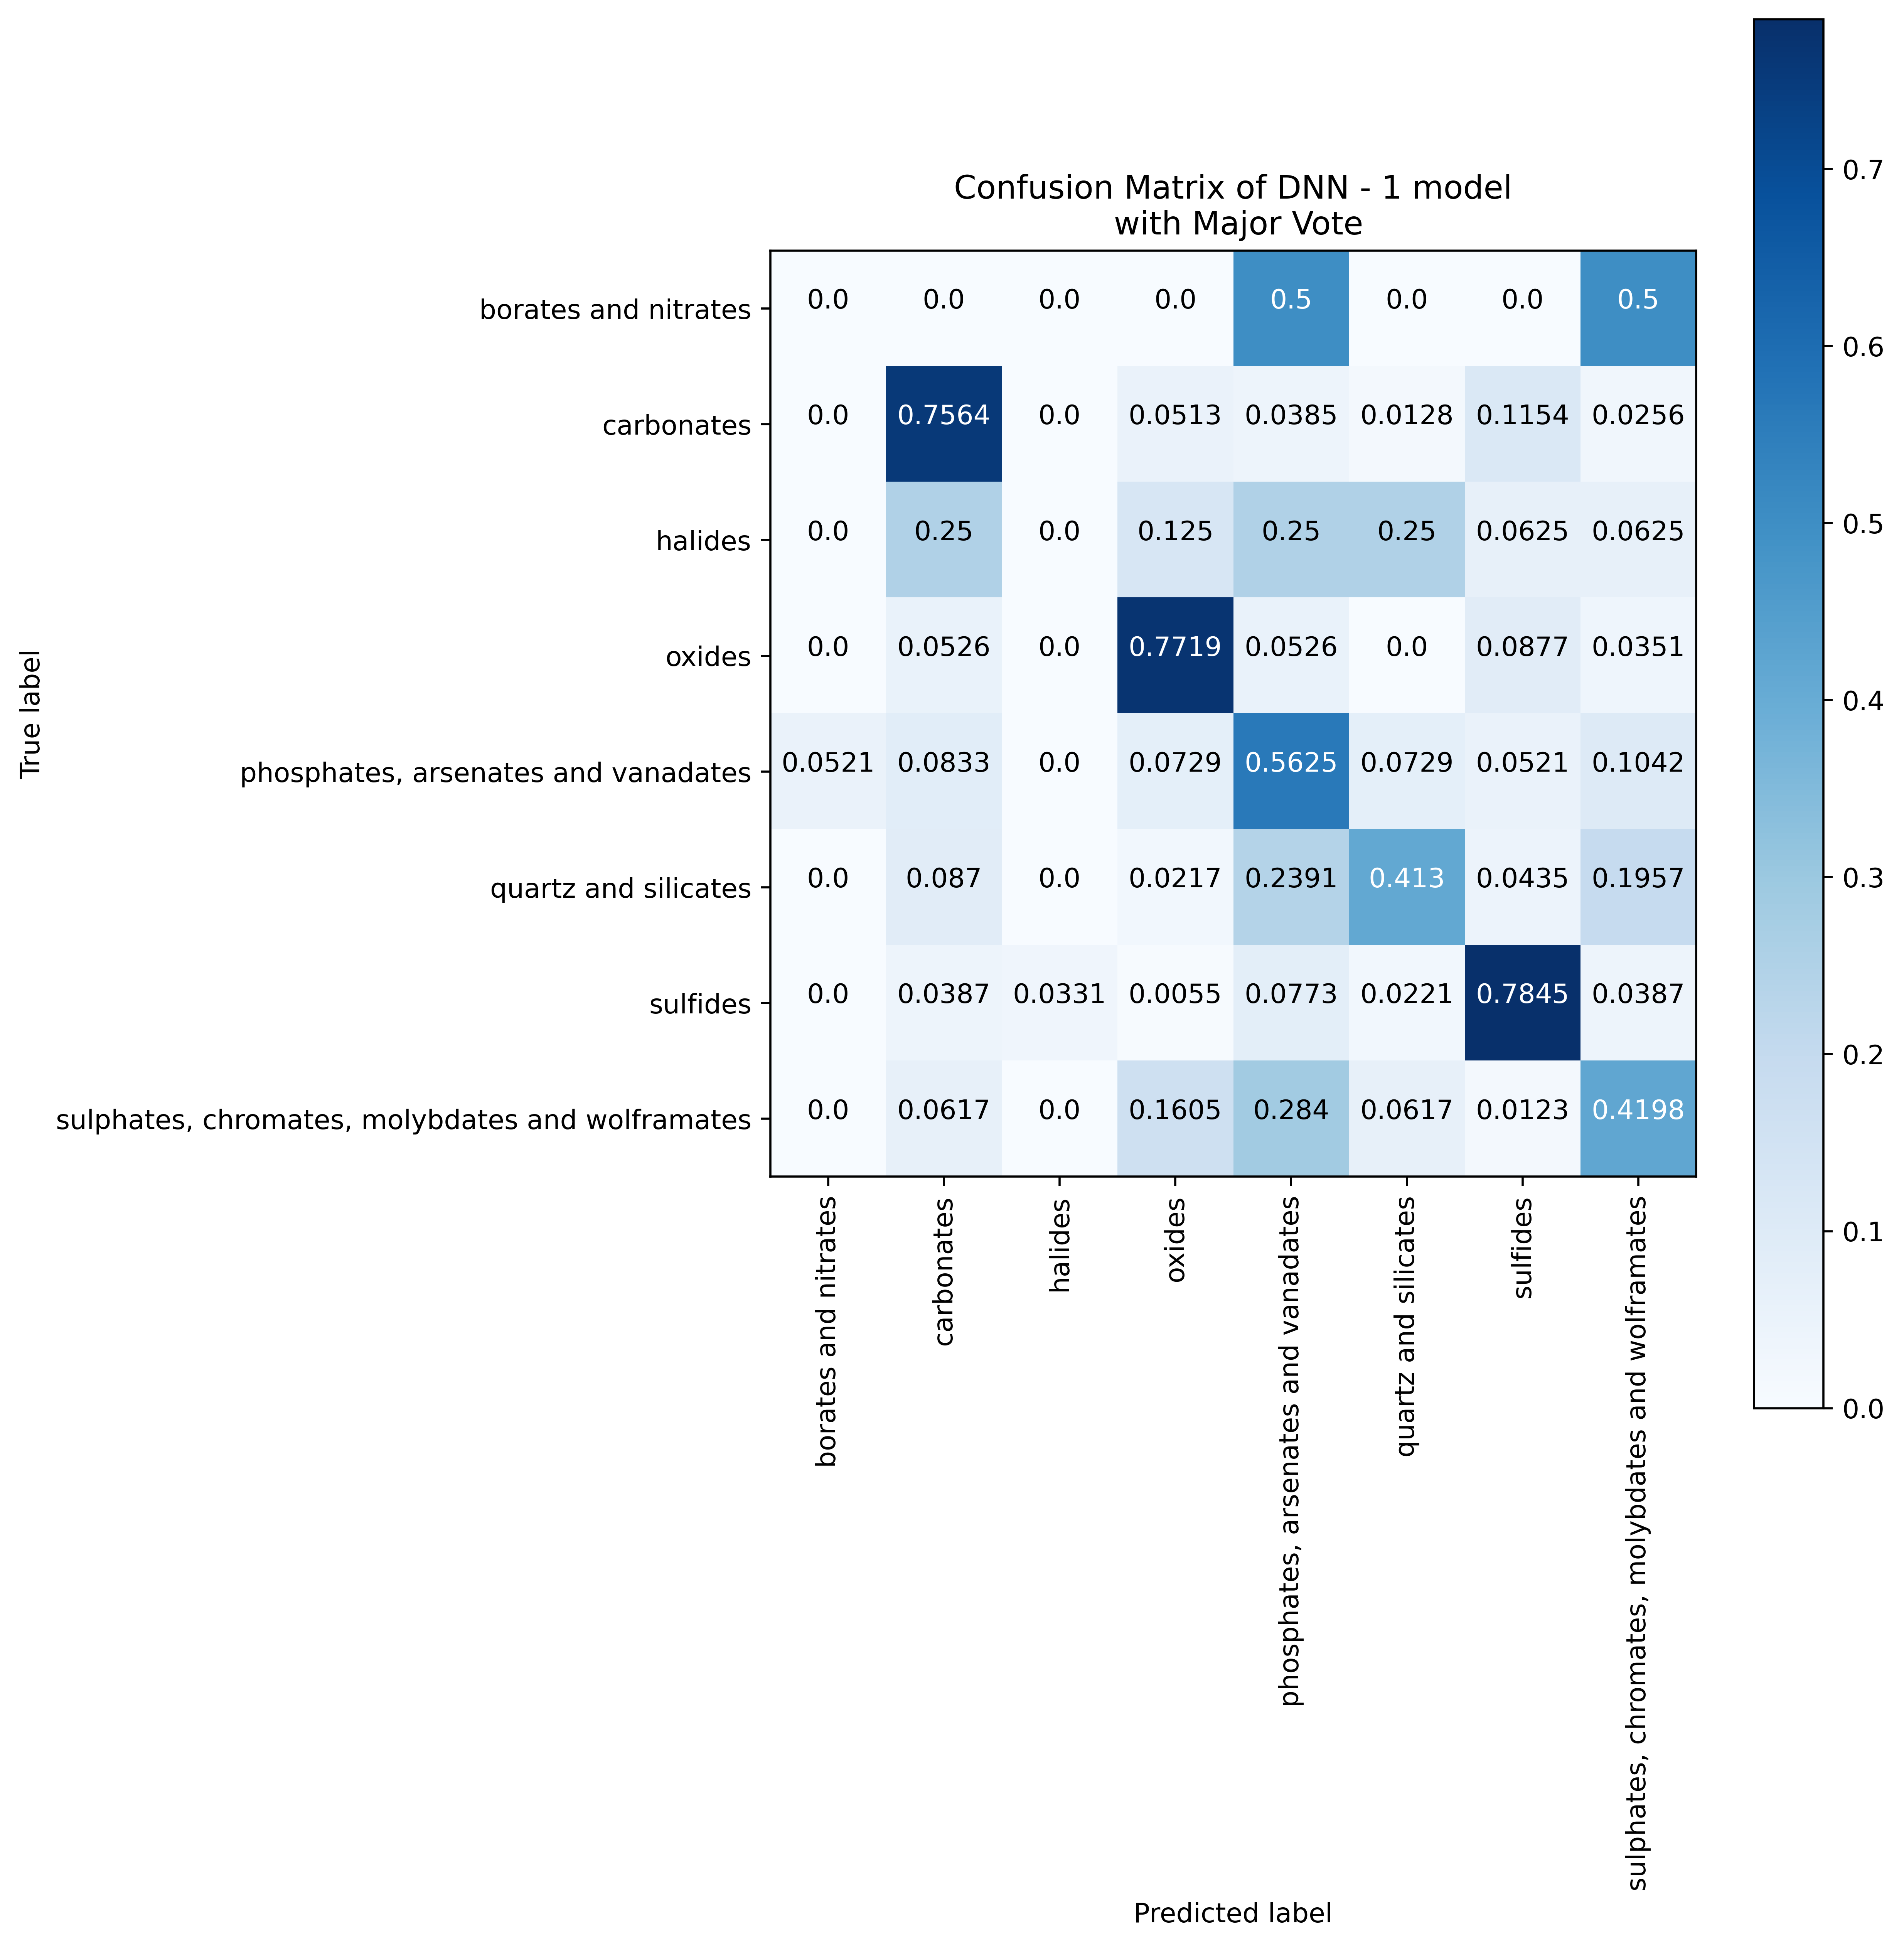 Confusion Matrix of DNN - 1 model
with Major Vote
True label
borates and nitrates 0.0 0.0 0.0 0.0 0.5 0.0 0.0 0.5
carbonates 0.0 0.7564 0.0 0.0513 0.0385 0.0128 0.1154 0.0256
halides 0.0 0.25 0.0 0.125 0.25 0.25 0.0625 0.0625
oxides 0.0 0.0526 0.0 0.7719 0.0526 0.0 0.0877 0.0351
phosphates, arsenates and vanadates 0.0521 0.0833 0.0 0.0729 0.5625 0.0729 0.0521 0.1042
quartz and silicates 0.0 0.087 0.0 0.0217 0.2391 0.413 0.0435 0.1957
sulfides 0.0 0.0387 0.0331 0.0055 0.0773 0.0221 0.7845 0.0387
sulphates, chromates, molybdates and wolframates 0.0 0.0617 0.0 0.1605 0.284 0.0617 0.0123 0.4198
borates and nitrates
carbonates
halides
oxides
phosphates, arsenates and vanadates
quartz and silicates
sulfides
sulphates, chromates, molybdates and wolframates
Predicted label
0.7
0.6
0.5
0.4
0.3
0.2
0.1
0.0